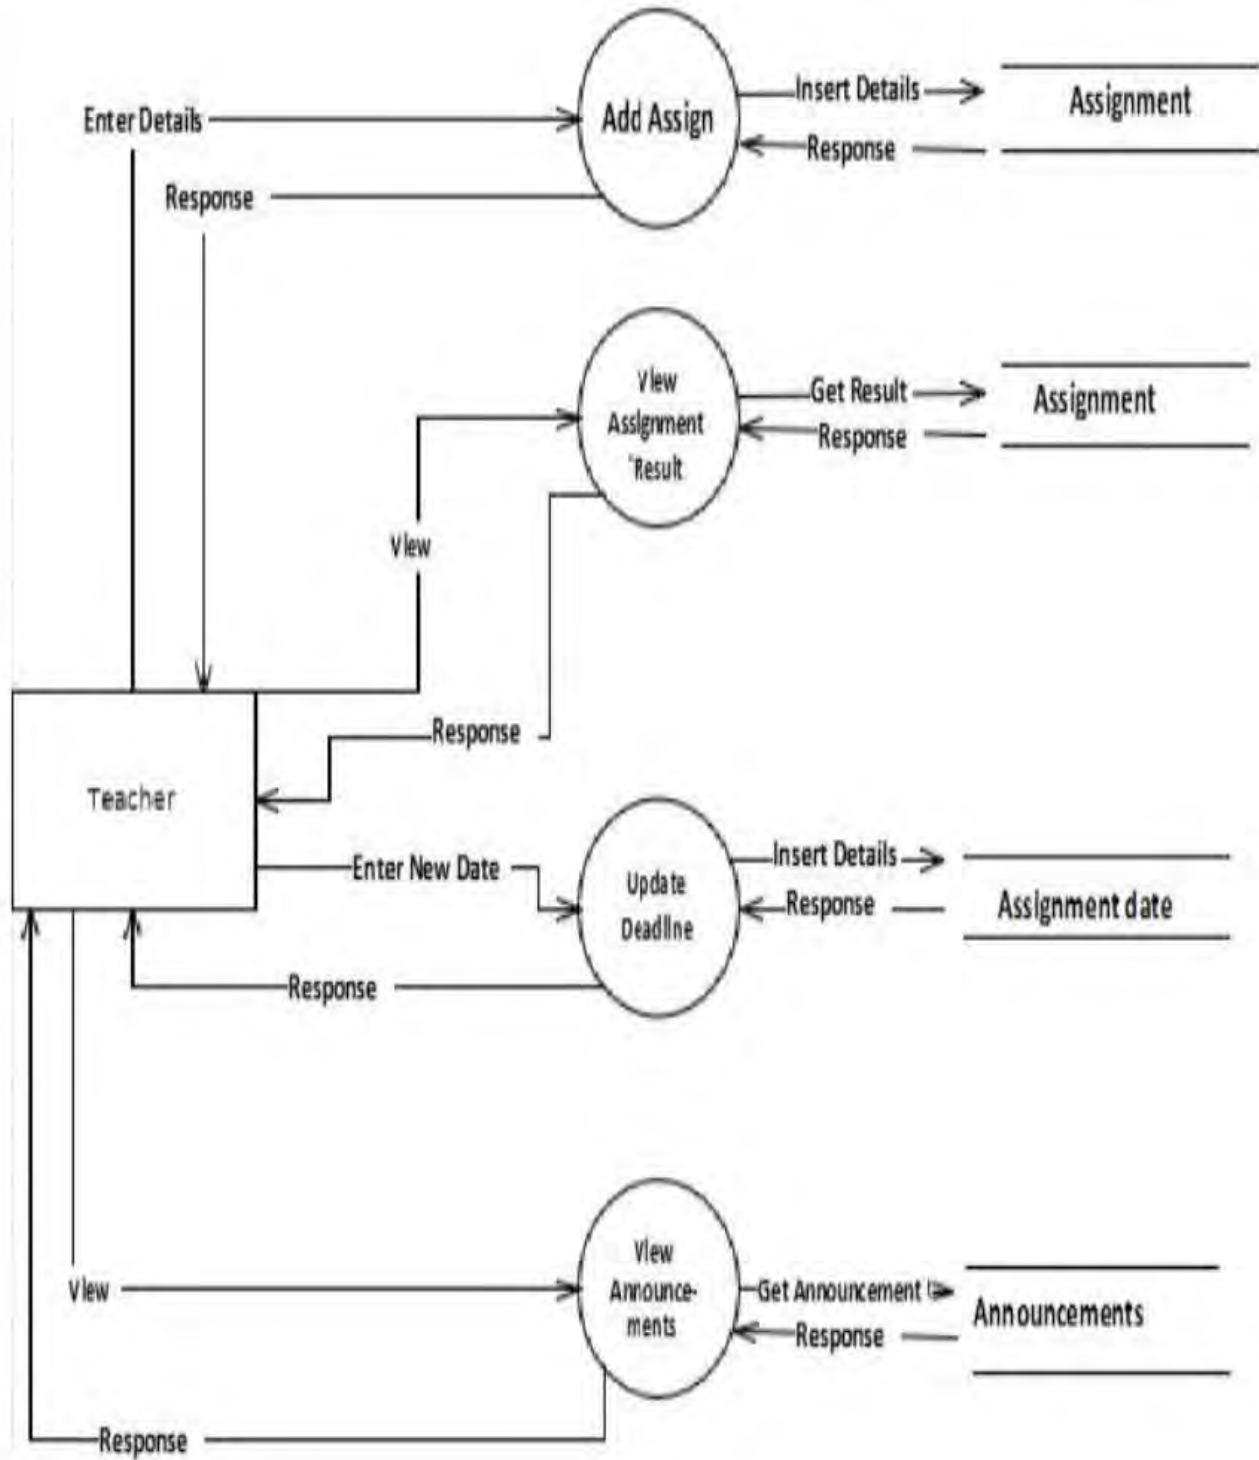 Enter Details
Add Assign
Insert Details
Assignment
Response
Response
View
Assignment
"Result
Get Result
Assignment
Response
View
Response
Teacher
Enter New Date
Update
Deadline
Insert Details
Assignment date
Response
Response
View
Announce-
ments
View
Get Announcement
Announcements
Response
Response